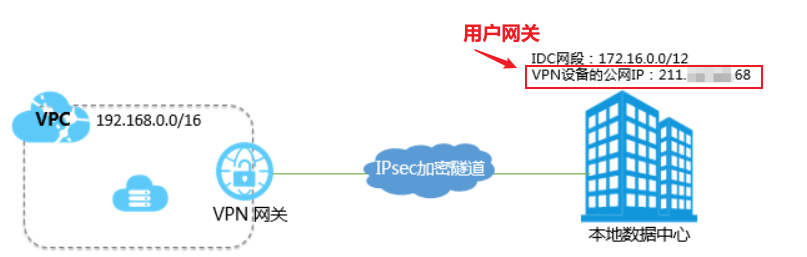 用户网关
IDC网段：172.16.0.0/12
VPN设备的公网IP：211. 68
VPC
192.168.0.0/16
IPsec加密隧道
VPN 网关
本地数据中心